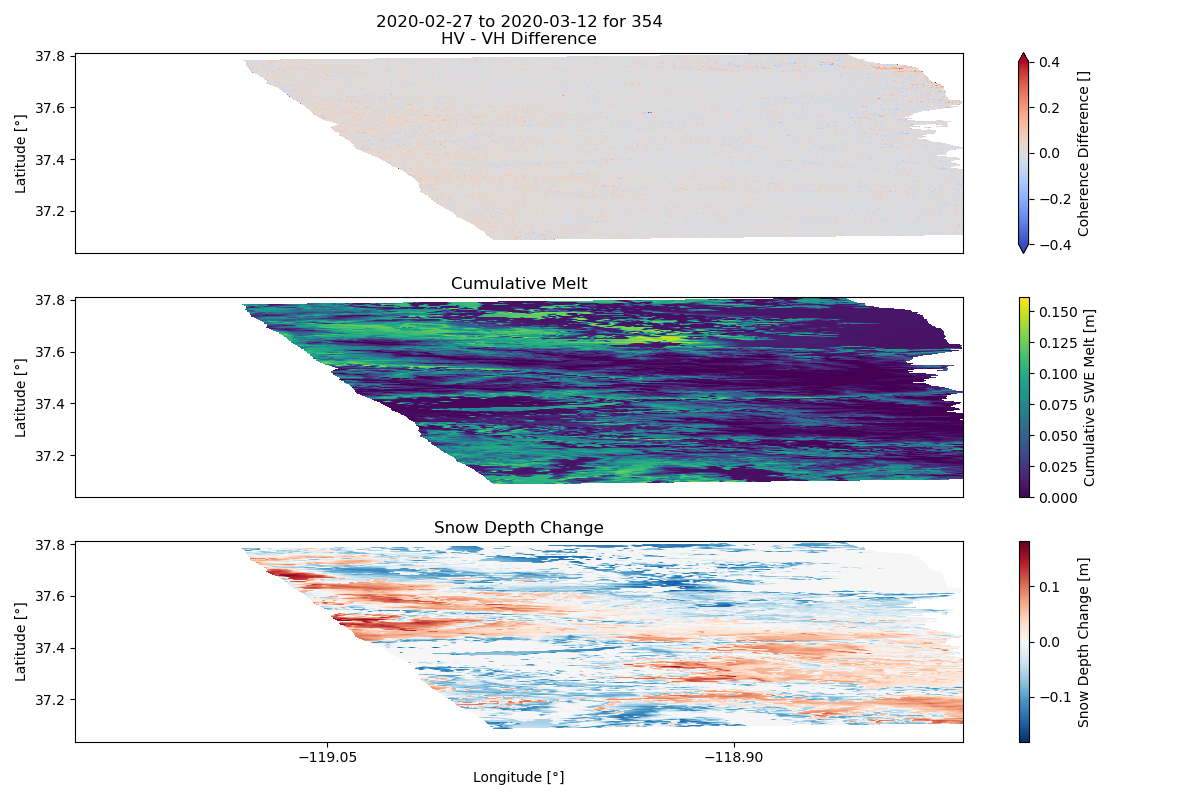 2020-02-27 to 2020-03-12 for 354
HV - VH Difference
37.8
37.6
37.4
37.2
Latitude [°]
0.4
0.2
0.0
−0.2
−0.4
Coherence Difference []
Cumulative Melt
37.8
37.6
37.4
37.2
Latitude [°]
0.150
0.125
0.100
0.075
0.050
0.025
0.000
Cumulative SWE Melt [m]
Snow Depth Change
37.8
37.6
37.4
37.2
Latitude [°]
0.1
0.0
−0.1
Snow Depth Change [m]
−119.05 −118.90
Longitude [°]